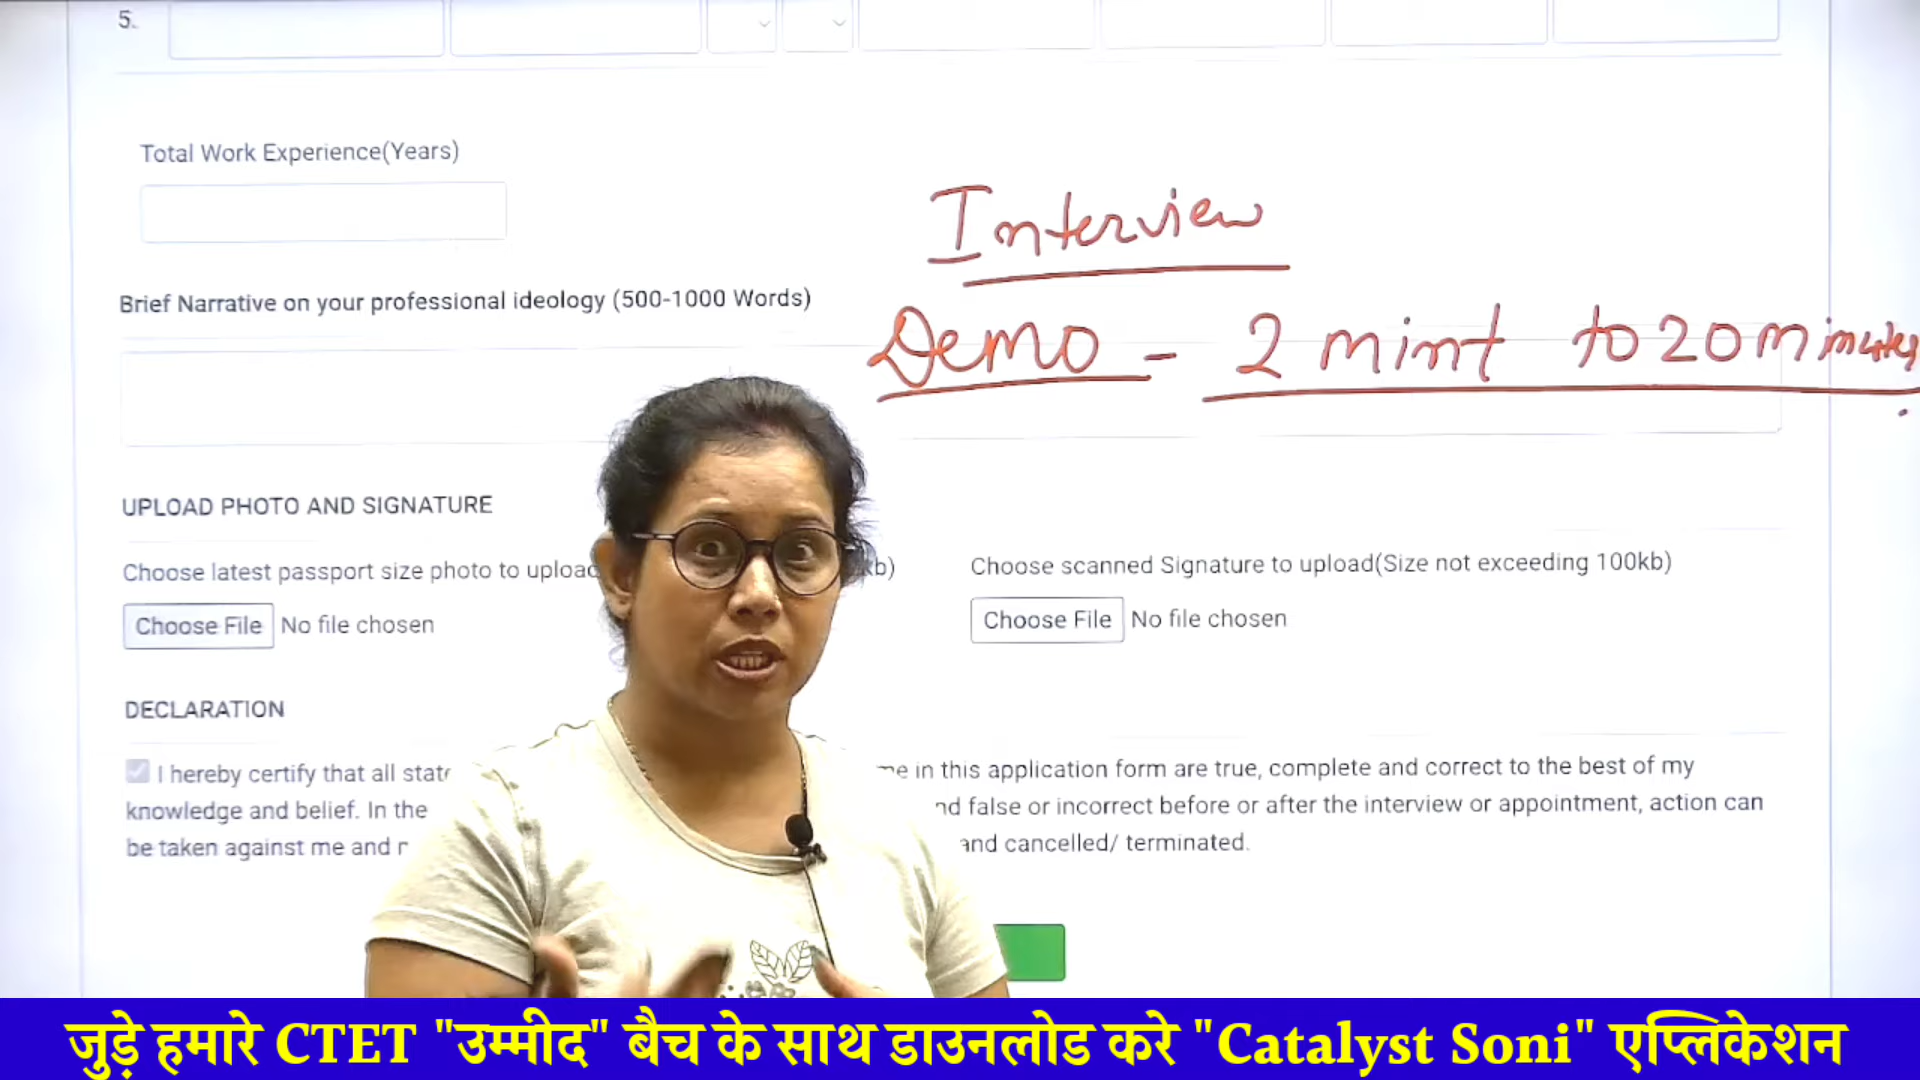 5.
Total Work Experience(Years)
Interview
Brief Narrative on your professional ideology (500-1000 Words)
Demo - 2 mint to 20 minutes
UPLOAD PHOTO AND SIGNATURE
Choose latest passport size photo to upload kb)
Choose scanned Signature to upload(Size not exceeding 100kb)
Choose File No file chosen
Choose File No file chosen
DECLARATION
I hereby certify that all in this application form are true, complete and correct to the best of my
knowledge and belief. In the false or incorrect before or after the interview or appointment, action can
be taken against me and and cancelled/ terminated.
जुड़े हमारे CTET "उम्मीद" बैच के साथ डाउनलोड करे "Catalyst Soni" एप्लिकेशन